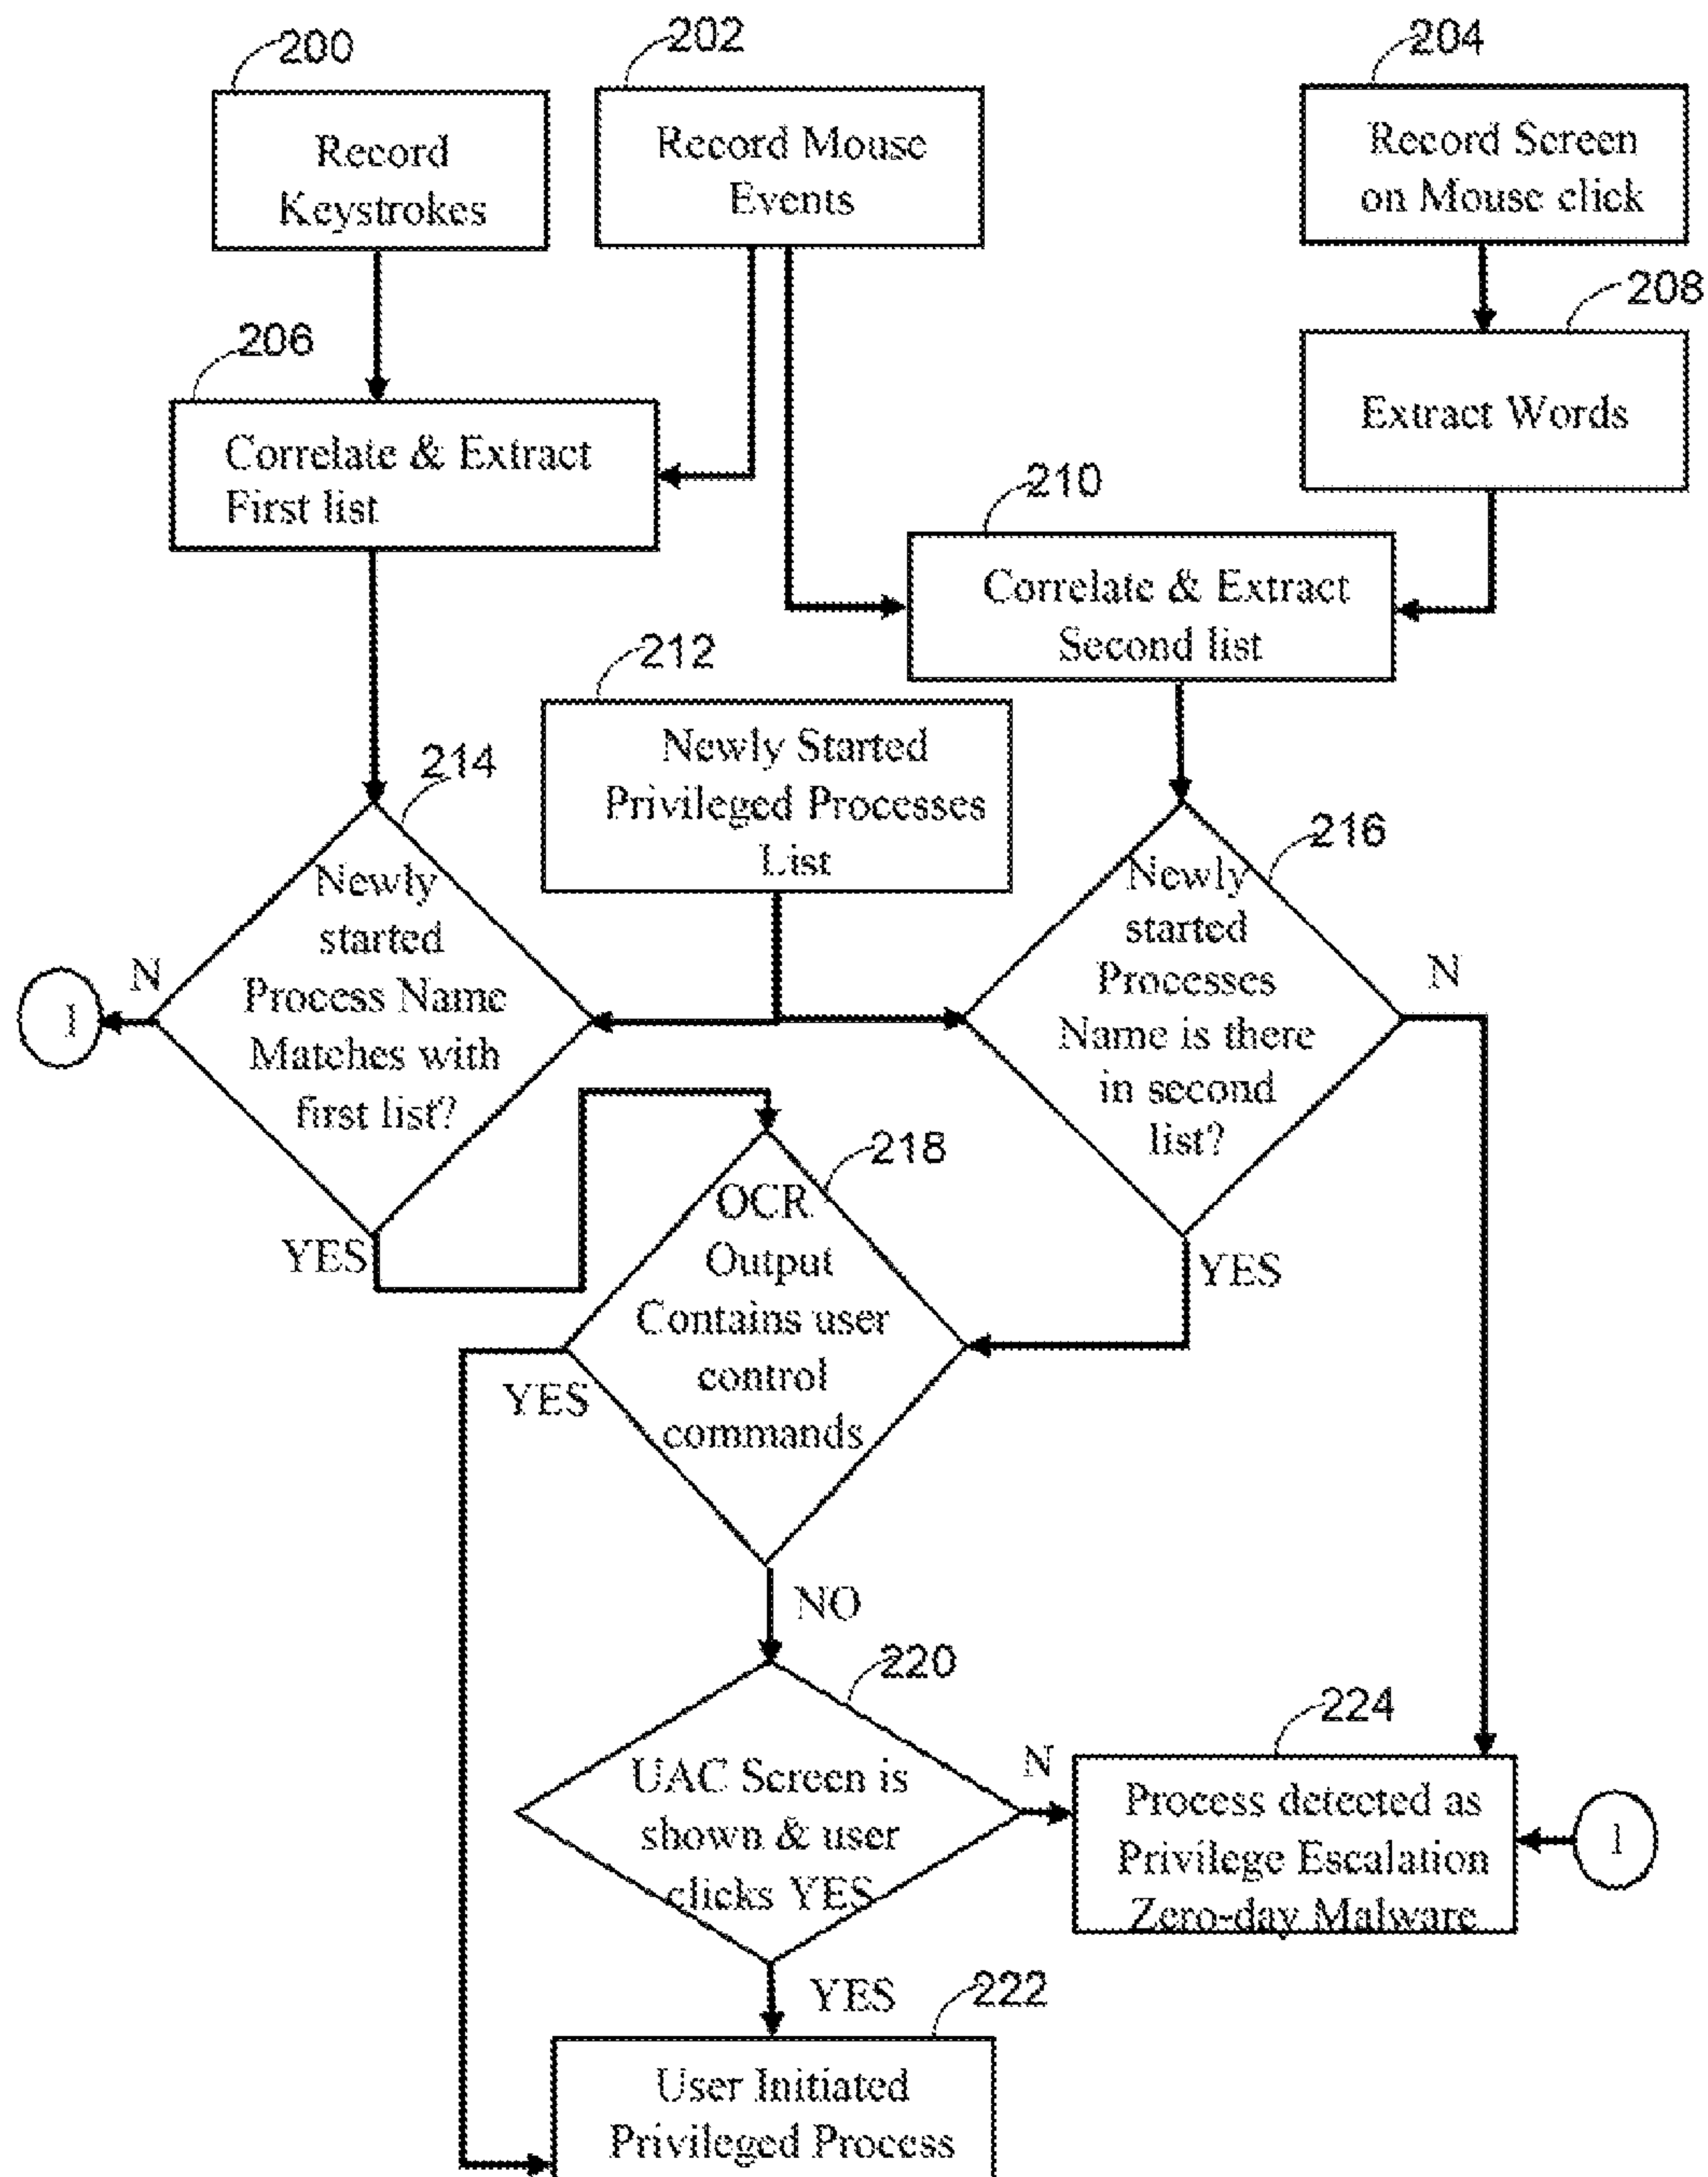 200
202
204
Record
Keystrokes
Record Mouse
Events
Record Screen
on Mouse click
206
208
Correlate & Extract
First list
Extract Words
210
Correlate & Extract
Second list
212
Newly Started
Privileged Processes
List
214
216
Newly
started
Process Name
Matches with
first list?
N
1
YES
Newly
started
Processes
Name is there
in second
list?
N
YES
218
OCR
Output
Contains user
control
commands
YES
NO
220
UAC Screen is
shown & user
clicks YES
N
YES
224
Process detected as
Privilege Escalation
Zero-day Malware
1
222
User Initiated
Privileged Process